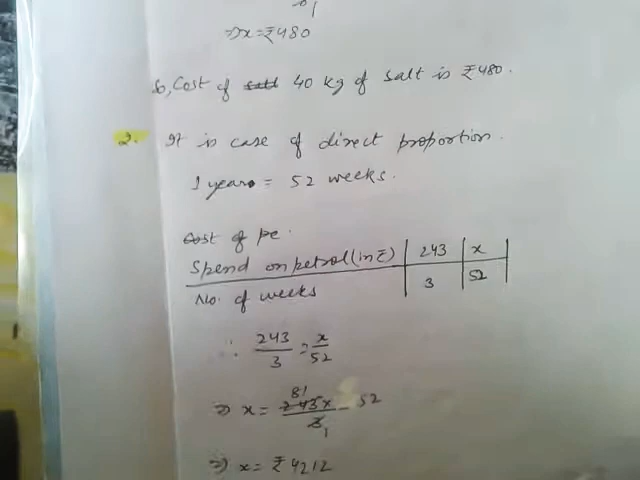 ⇒x=₹480
So, Cost of salt 40 kg of salt is ₹480.
2. It is case of direct proportion.
1 year = 52 weeks.
Cost of pe
Spend on petrol (in ₹) | 243 | x
No. of weeks | 3 | 52
∴ 243/3 = x/52
⇒ x = 81 243x/3 1 52
⇒ x = ₹4212